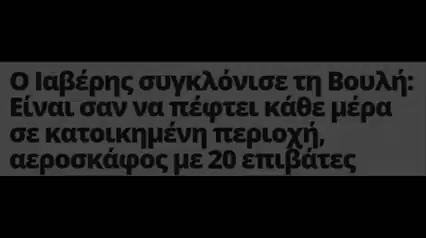 Ο Ιαβέρης συγκλόνισε τη Βουλή:
Είναι σαν να πέφτει κάθε μέρα
σε κατοικημένη περιοχή,
αεροσκάφος με 20 επιβάτες